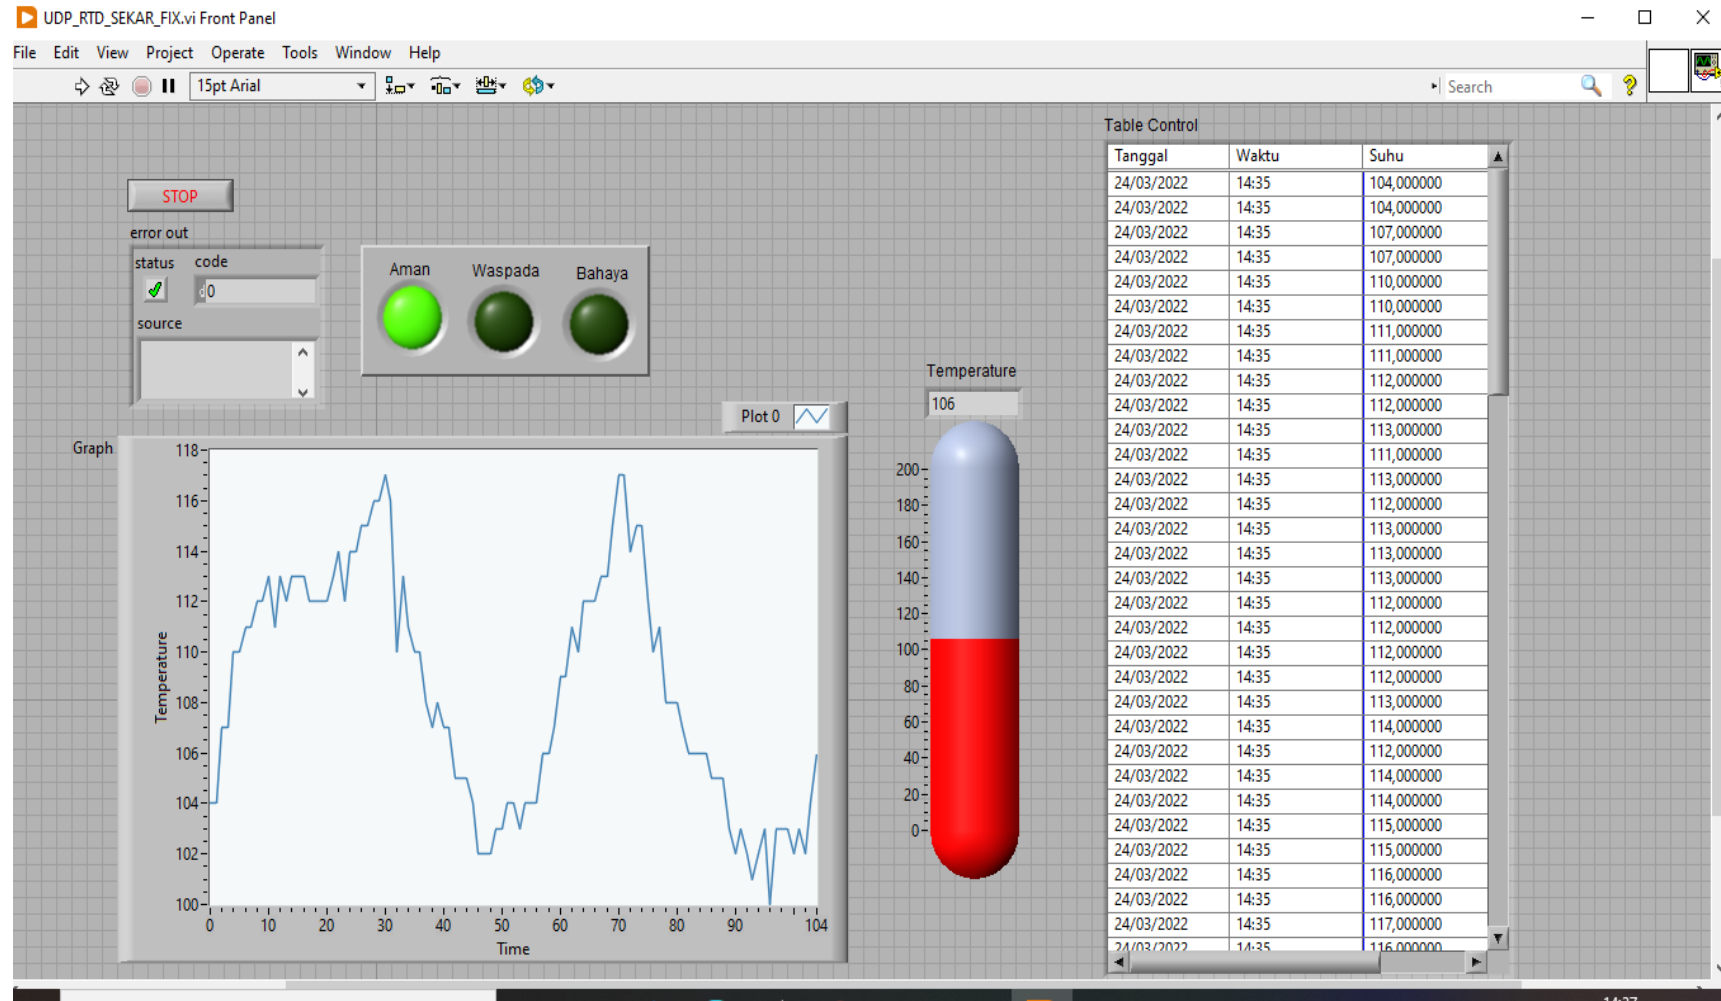 UDP_RTD_SEKAR_FIX.vi Front Panel
File Edit View Project Operate Tools Window Help
15pt Arial
Search
STOP
error out
status code
0
source
Aman Waspada Bahaya
Plot 0
Graph
118
116
114
112
110
108
106
104
102
100
Temperature
0 10 20 30 40 50 60 70 80 90 104
Time
Temperature
106
200
180
160
140
120
100
80
60
40
20
0
Table Control
Tanggal Waktu Suhu
24/03/2022 14:35 104,000000
24/03/2022 14:35 104,000000
24/03/2022 14:35 107,000000
24/03/2022 14:35 107,000000
24/03/2022 14:35 110,000000
24/03/2022 14:35 110,000000
24/03/2022 14:35 111,000000
24/03/2022 14:35 111,000000
24/03/2022 14:35 112,000000
24/03/2022 14:35 112,000000
24/03/2022 14:35 113,000000
24/03/2022 14:35 111,000000
24/03/2022 14:35 113,000000
24/03/2022 14:35 112,000000
24/03/2022 14:35 113,000000
24/03/2022 14:35 113,000000
24/03/2022 14:35 113,000000
24/03/2022 14:35 112,000000
24/03/2022 14:35 112,000000
24/03/2022 14:35 112,000000
24/03/2022 14:35 112,000000
24/03/2022 14:35 113,000000
24/03/2022 14:35 114,000000
24/03/2022 14:35 112,000000
24/03/2022 14:35 114,000000
24/03/2022 14:35 114,000000
24/03/2022 14:35 115,000000
24/03/2022 14:35 115,000000
24/03/2022 14:35 116,000000
24/03/2022 14:35 116,000000
24/03/2022 14:35 117,000000
24/03/2022 14:35 116,000000